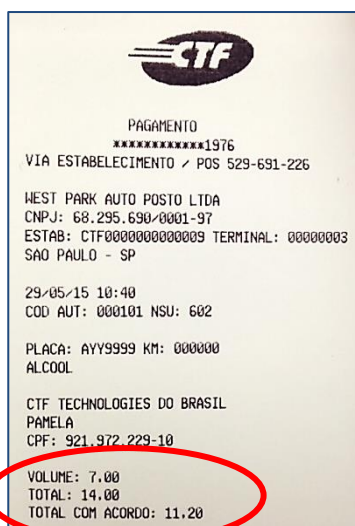 CTF
PAGAMENTO
************1976
VIA ESTABELECIMENTO / POS 529-691-226
WEST PARK AUTO POSTO LTDA
CNPJ: 68.295.690/0001-97
ESTAB: CTF0000000000009 TERMINAL: 00000003
SAO PAULO - SP
29/05/15 10:40
COD AUT: 000101 NSU: 602
PLACA: AYY9999 KM: 000000
ALCOOL
CTF TECHNOLOGIES DO BRASIL
PAMELA
CPF: 921.972.229-10
VOLUME: 7.00
TOTAL: 14.00
TOTAL COM ACORDO: 11.20